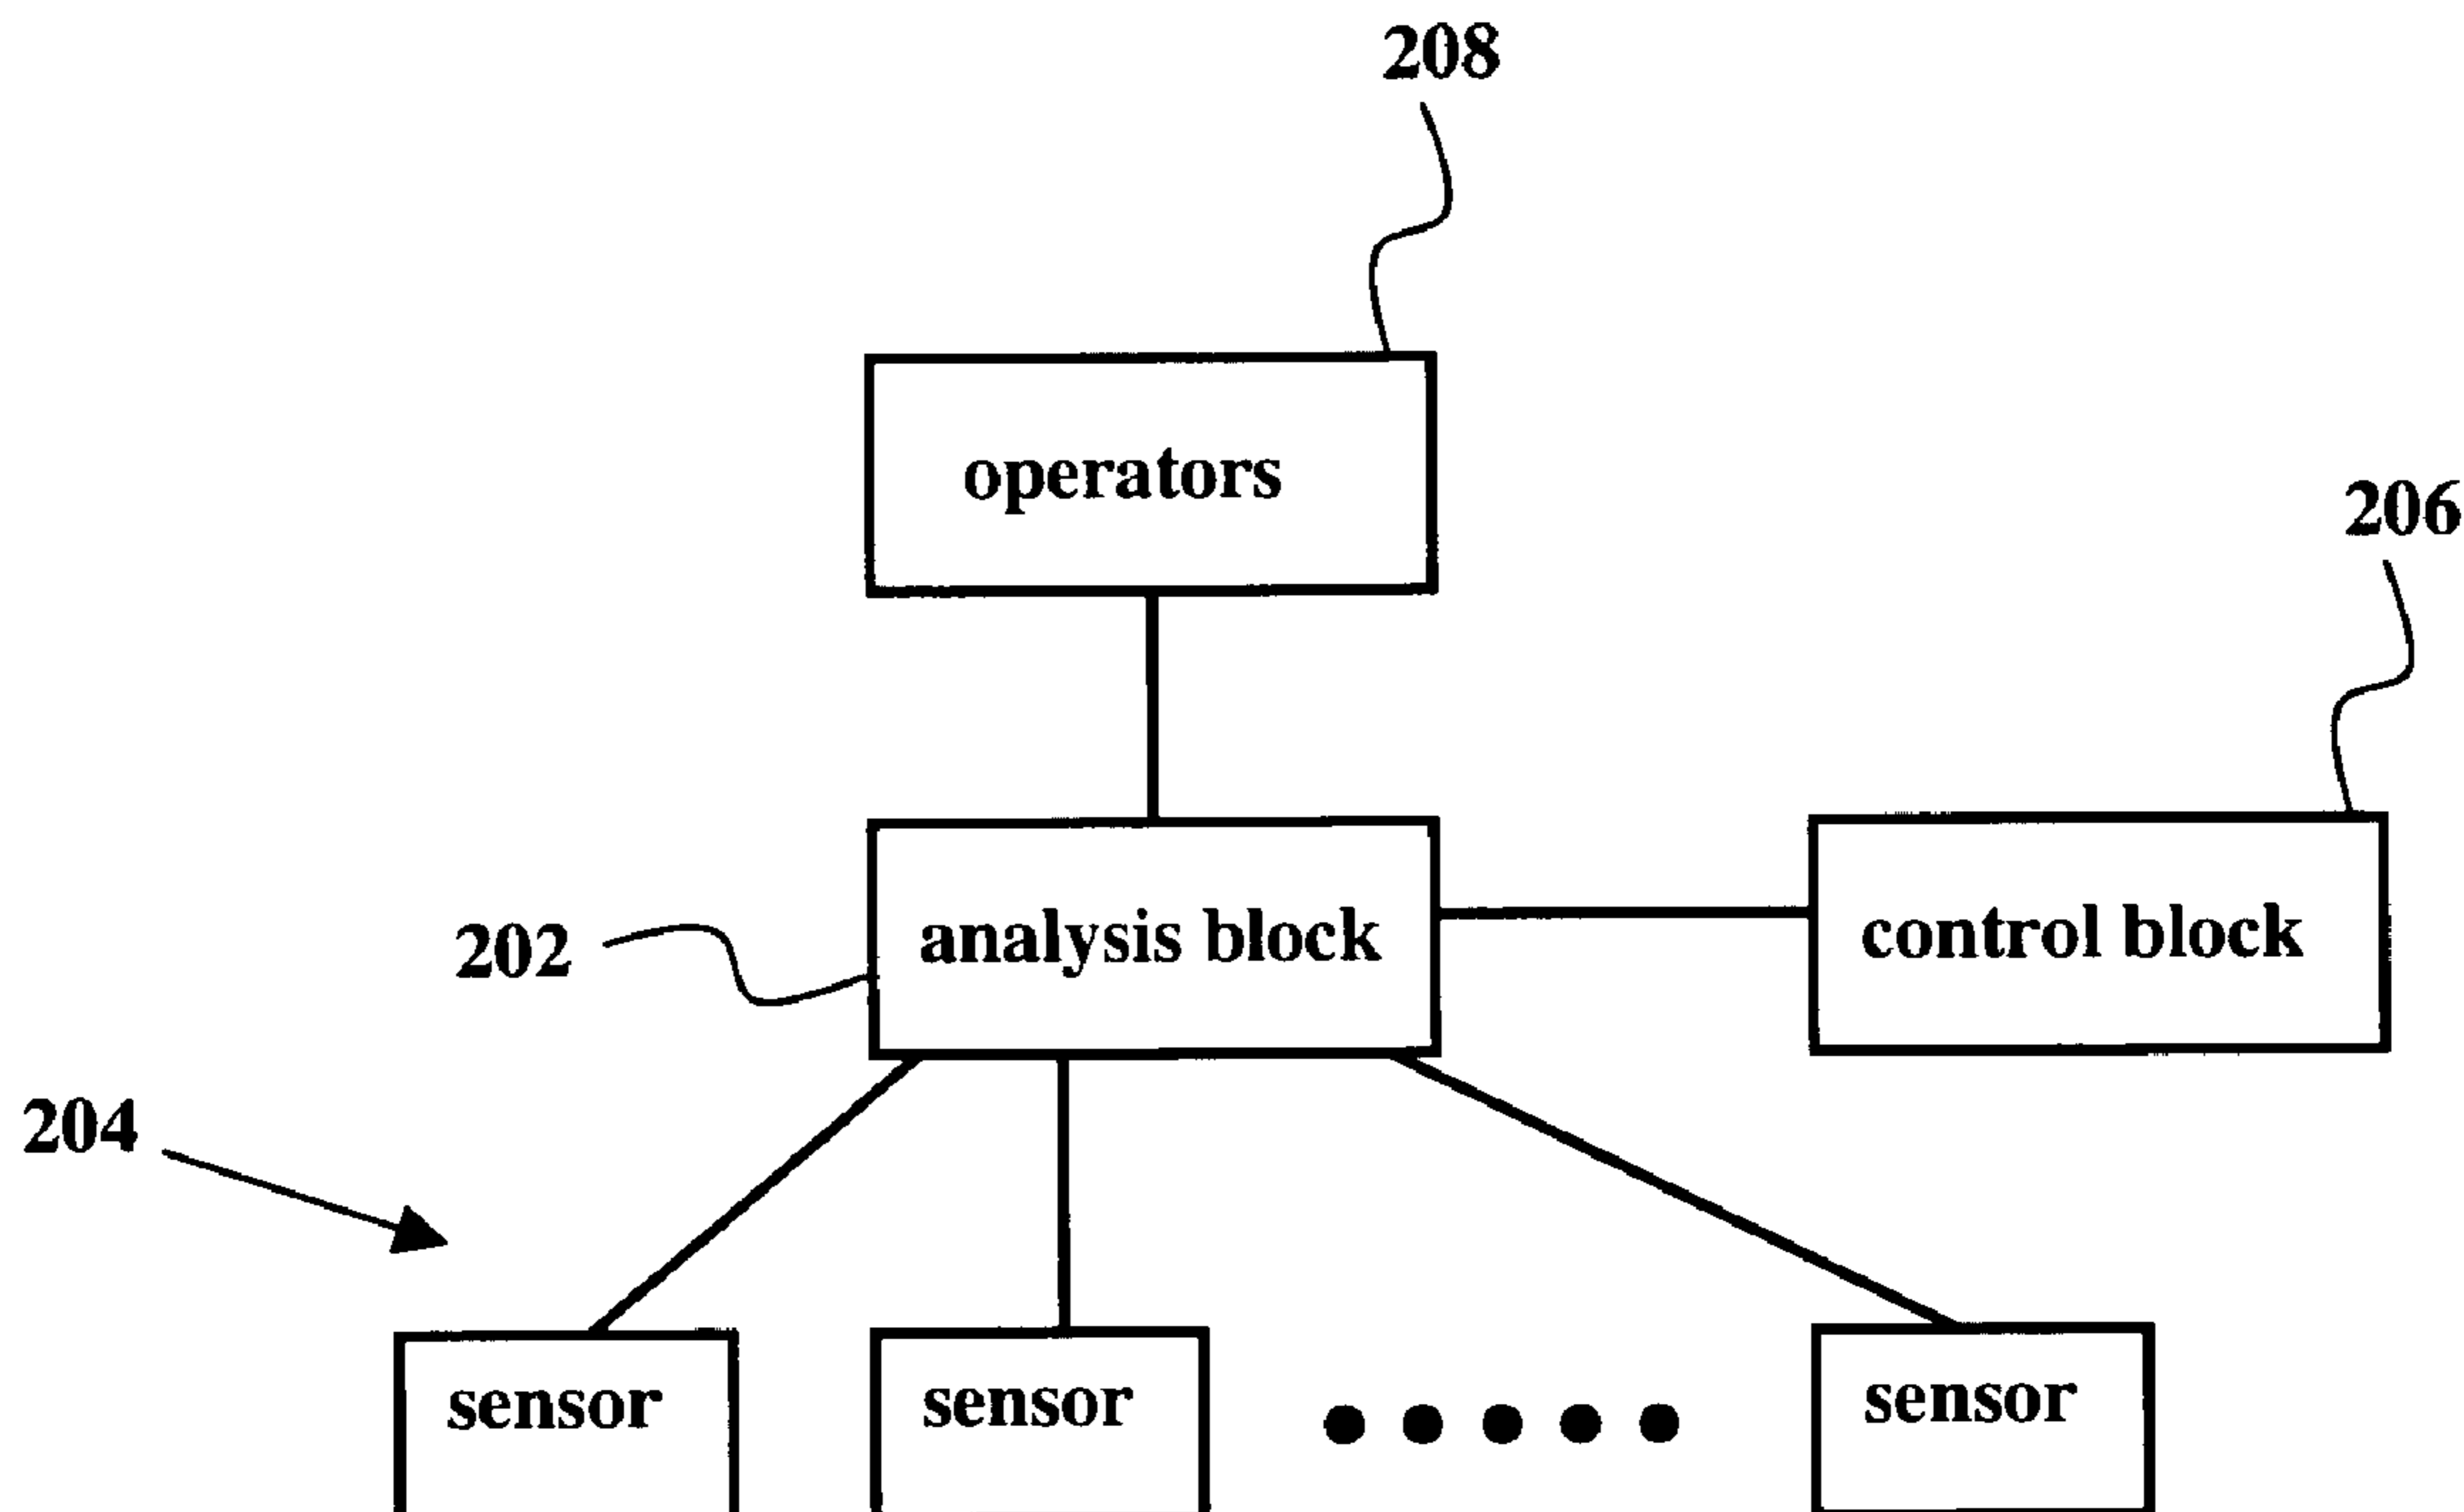 208
operators
206
202
analysis block
control block
204
sensor
sensor
sensor